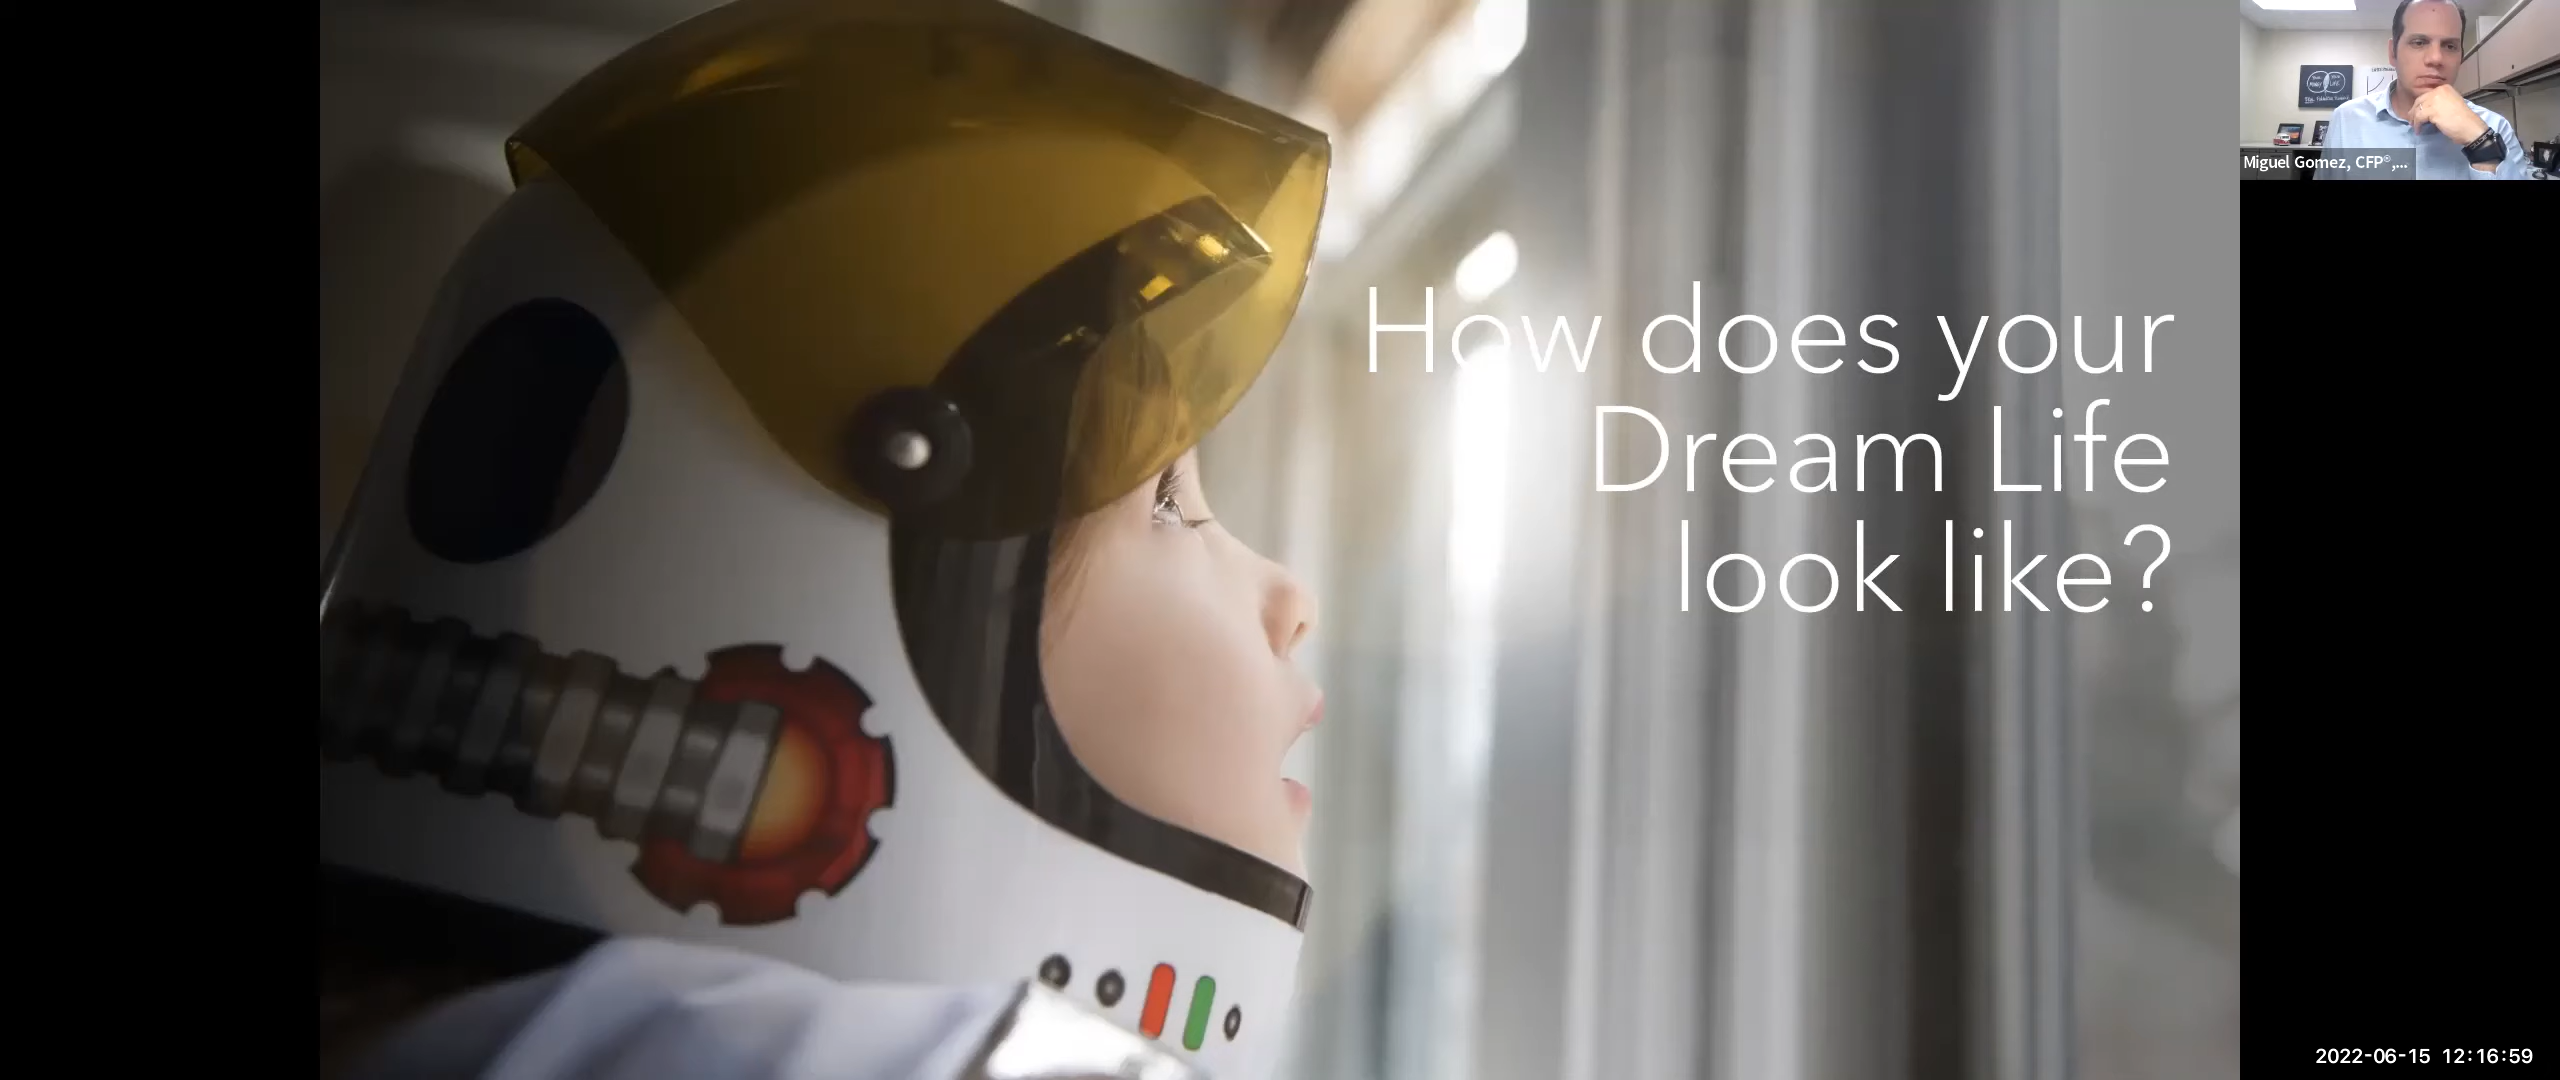 How does your
Dream Life
look like?
Miguel Gomez, CFP®,...
2022-06-15 12:16:59